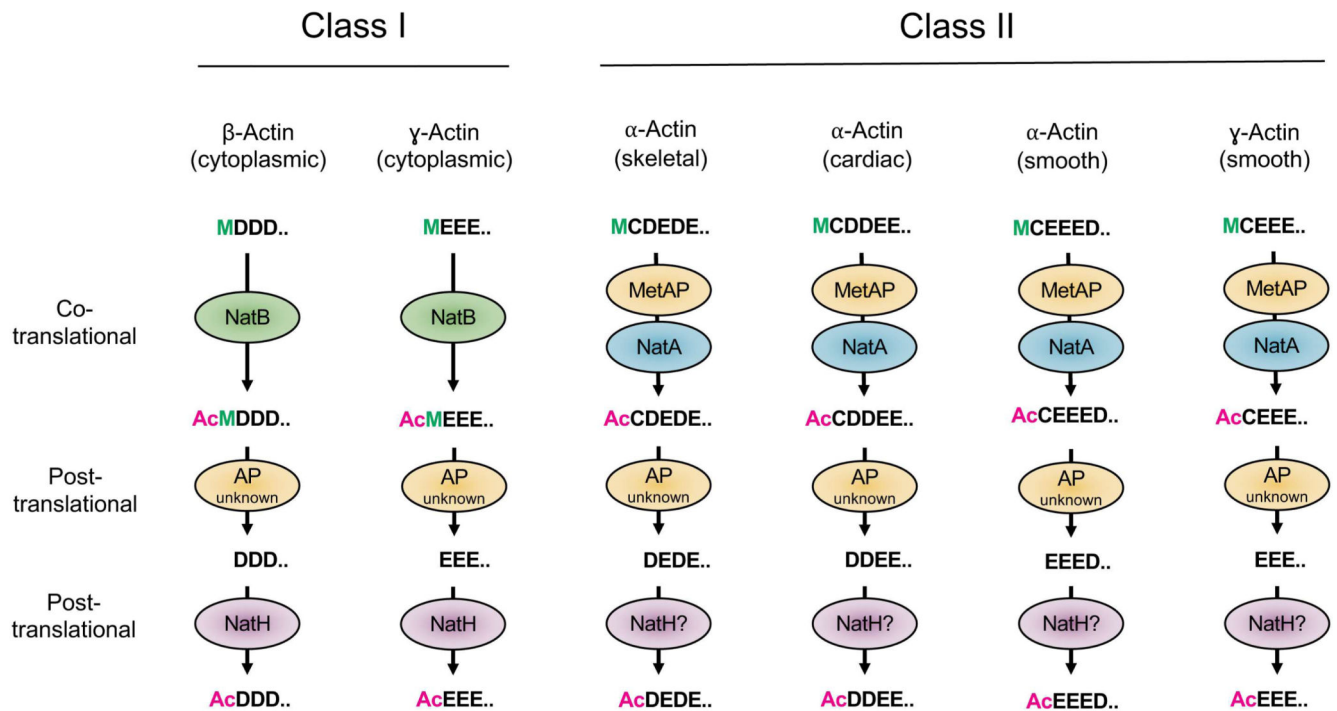 Class I Class II
β-Actin γ-Actin α-Actin α-Actin α-Actin γ-Actin
(cytoplasmic) (cytoplasmic) (skeletal) (cardiac) (smooth) (smooth)
MDDD.. MEEE.. MCDEDE.. MCDDEE.. MCEEED.. MCEEE..
MetAP MetAP MetAP MetAP
Co-
translational
NatB NatB
NatA NatA NatA NatA
AcMDDD.. AcMEEE.. AcCDEDE.. AcCDDEE.. AcCEEED.. AcCEEE..
Post-
translational
AP AP AP AP AP AP
unknown unknown unknown unknown unknown unknown
DDD.. EEE.. DEDE.. DDEE.. EEED.. EEE..
Post-
translational
NatH NatH NatH? NatH? NatH? NatH?
AcDDD.. AcEEE.. AcDEDE.. AcDDEE.. AcEEED.. AcEEE..